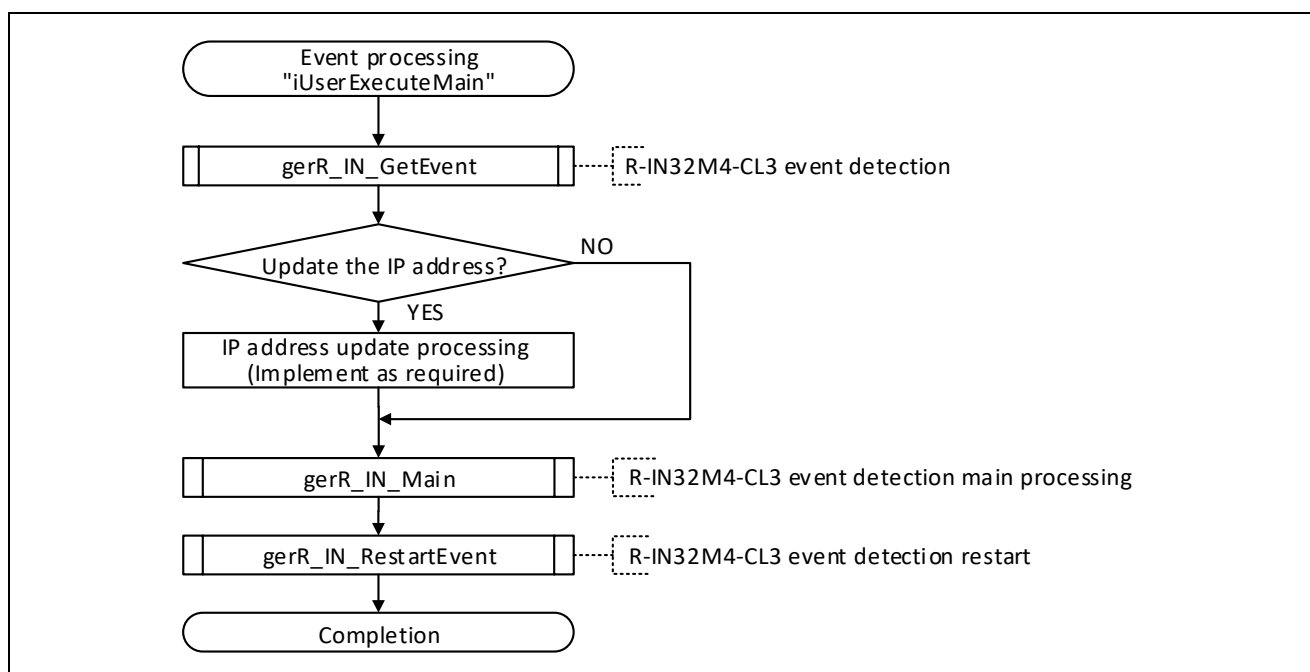 Event processing
"iUserExecuteMain"
gerR_IN_GetEvent
R-IN32M4-CL3 event detection
Update the IP address?
NO
YES
IP address update processing
(Implement as required)
gerR_IN_Main
R-IN32M4-CL3 event detection main processing
gerR_IN_RestartEvent
R-IN32M4-CL3 event detection restart
Completion